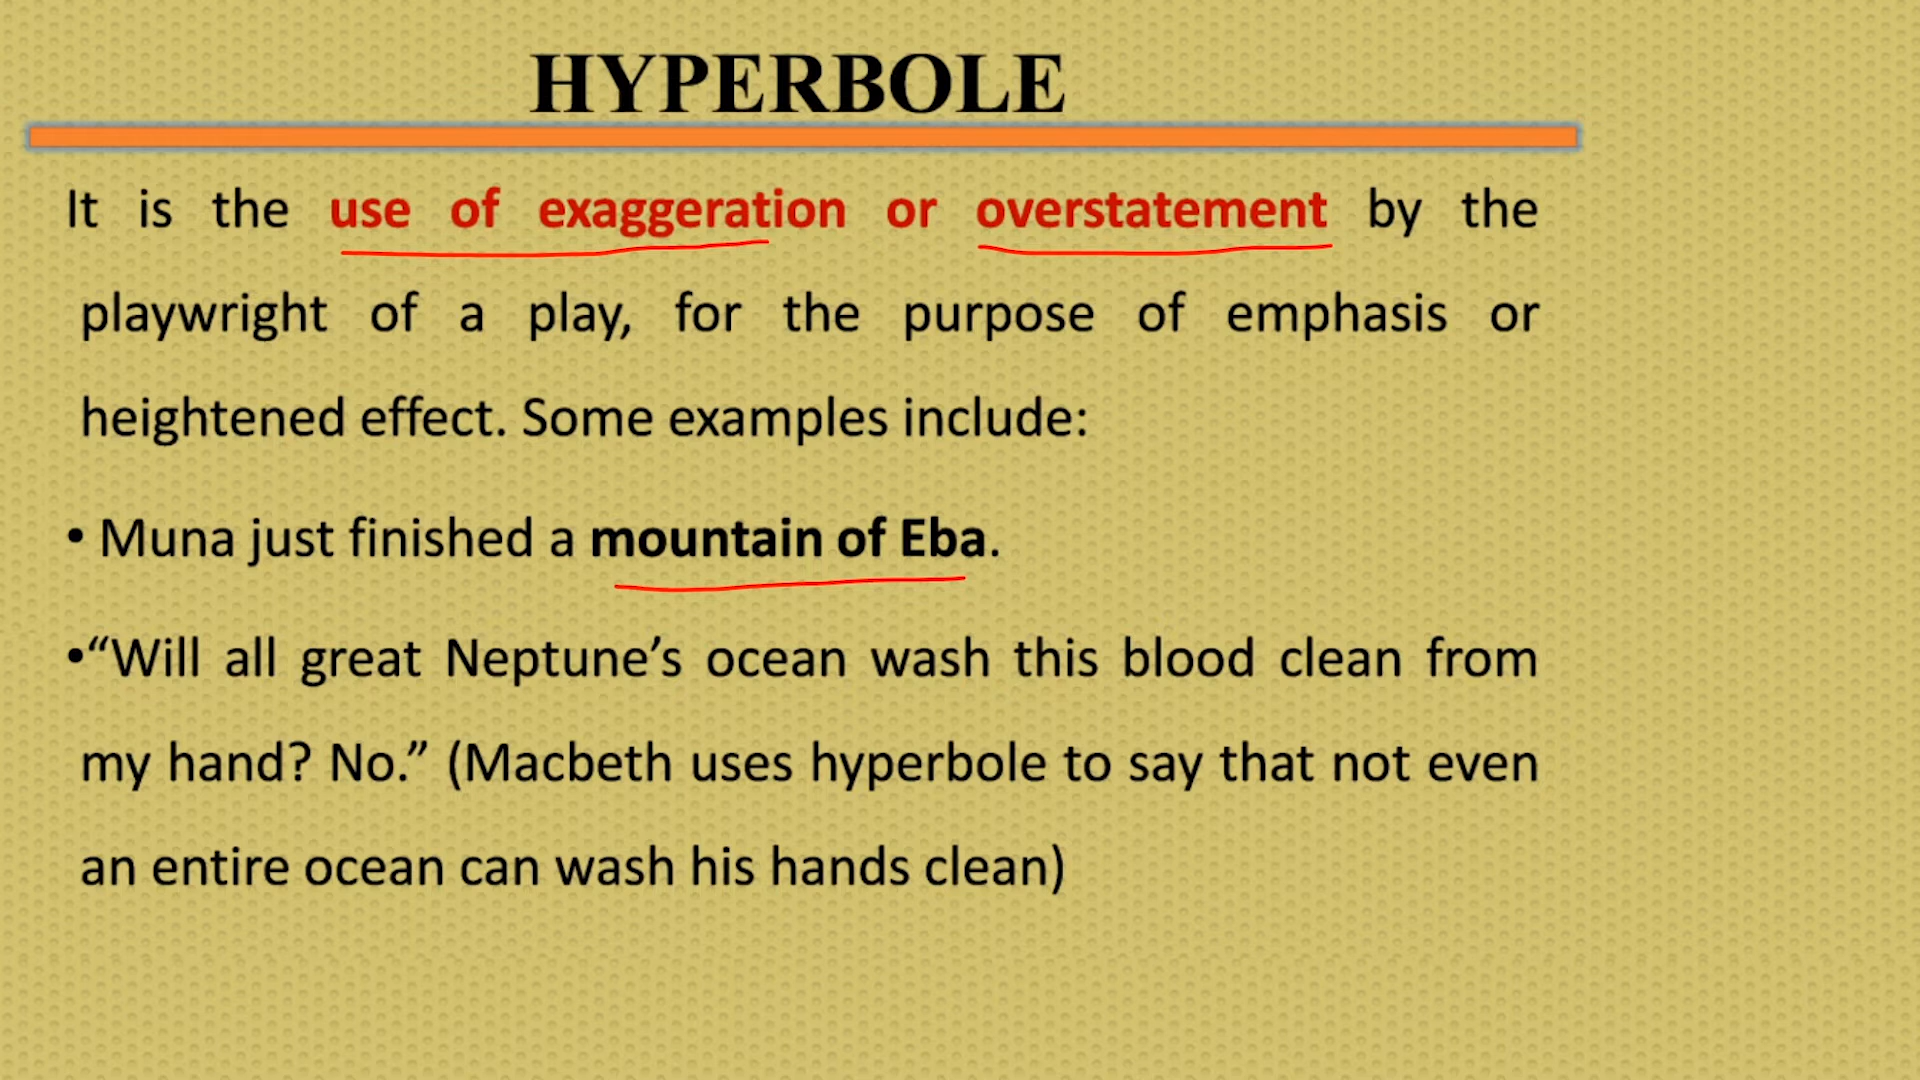 HYPERBOLE
It is the use of exaggeration or overstatement by the
playwright of a play, for the purpose of emphasis or
heightened effect. Some examples include:
• Muna just finished a mountain of Eba.
•“Will all great Neptune’s ocean wash this blood clean from
my hand? No.” (Macbeth uses hyperbole to say that not even
an entire ocean can wash his hands clean)